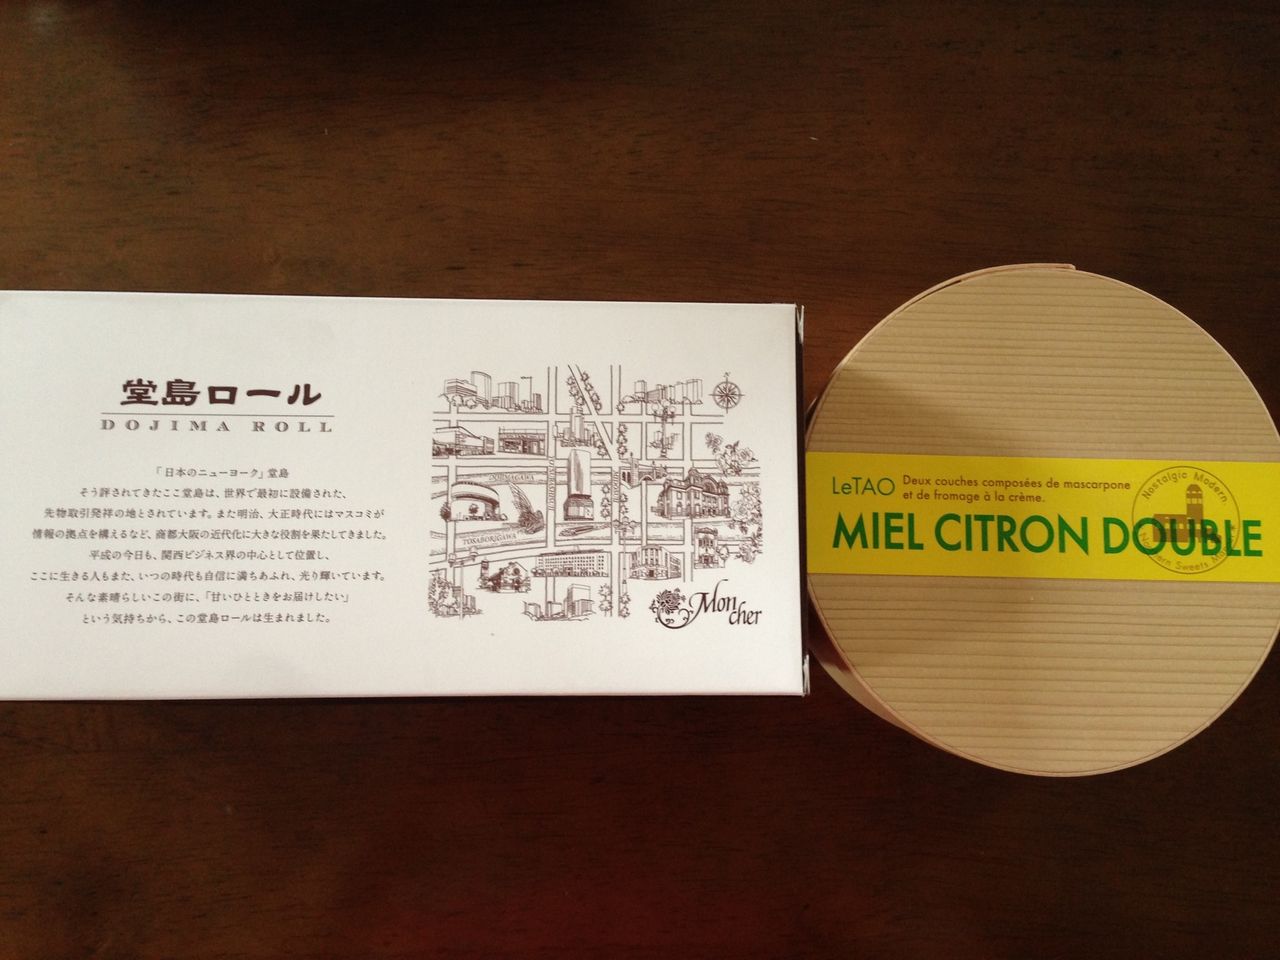 堂島ロール
DOJIMA ROLL
「日本のニューヨーク」堂島
そう評されてきたここ堂島は、世界で最初に設備された、
先物取引発祥の地とされています。また明治、大正時代にはマスコミが
情報の拠点を構えるなど、商都大阪の近代化に大きな役割を果たしてきました。
平成の今日も、関西ビジネス界の中心として位置し、
ここに生きる人もまた、いつの時代も自信に満ちあふれ、光り輝いています。
そんな素晴らしいこの街に、「甘いひとときをお届けしたい」
という気持ちから、この堂島ロールは生まれました。
DOJIMAGAWA
TOSABORIGAWA
Mon
cher
LeTAO
Deux couches composées de mascarpone
et de fromage à la crème.
MIEL CITRON DOUBLE
Nostalgic Modern.
Sweets